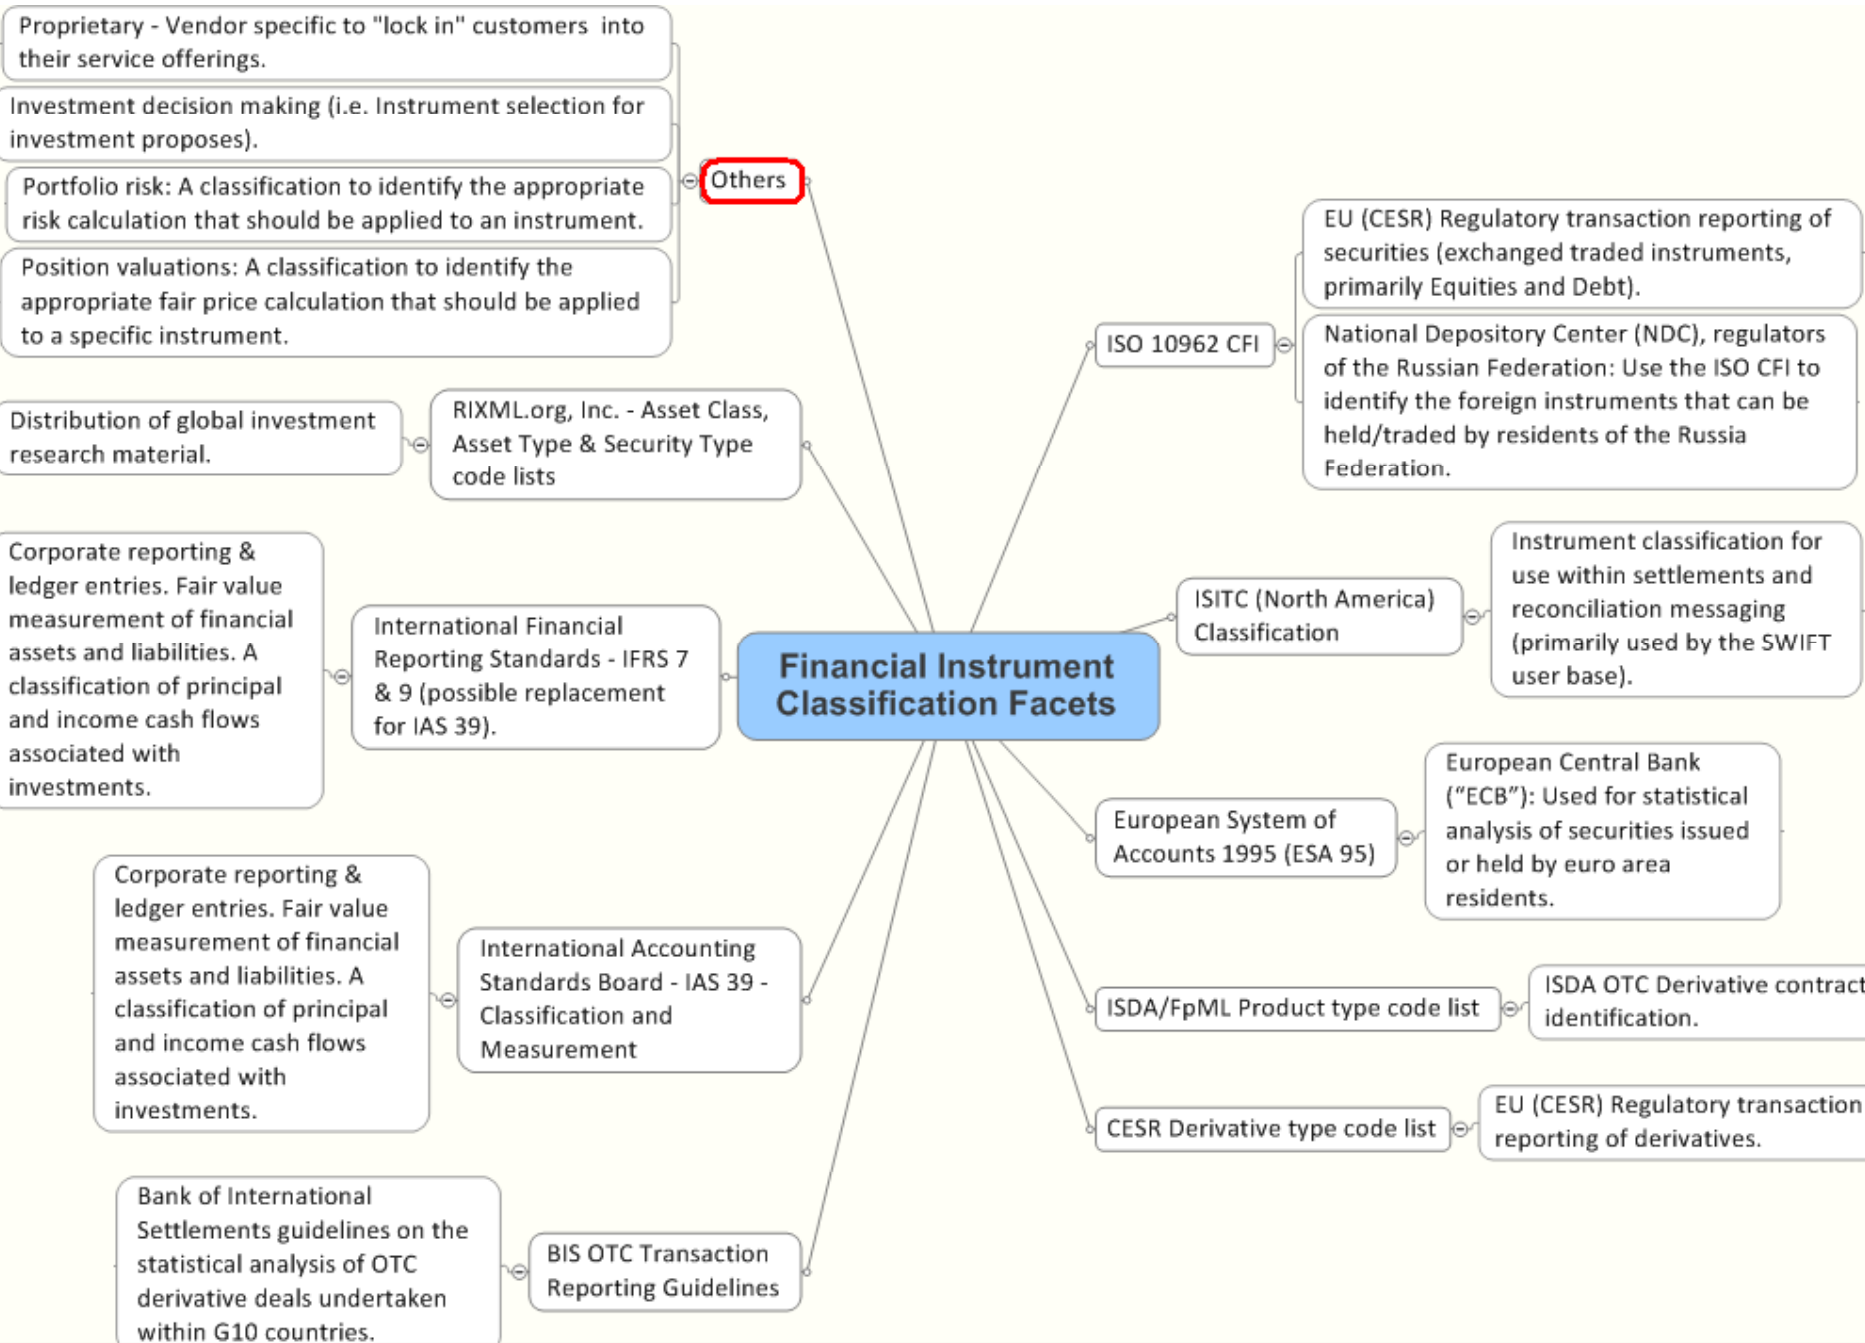 Proprietary - Vendor specific to "lock in" customers into
their service offerings.
Investment decision making (i.e. Instrument selection for
investment proposes).
Portfolio risk: A classification to identify the appropriate
risk calculation that should be applied to an instrument.
Position valuations: A classification to identify the
appropriate fair price calculation that should be applied
to a specific instrument.
Others
Distribution of global investment
research material.
RIXML.org, Inc. - Asset Class,
Asset Type & Security Type
code lists
Corporate reporting &
ledger entries. Fair value
measurement of financial
assets and liabilities. A
classification of principal
and income cash flows
associated with
investments.
International Financial
Reporting Standards - IFRS 7
& 9 (possible replacement
for IAS 39).
Corporate reporting &
ledger entries. Fair value
measurement of financial
assets and liabilities. A
classification of principal
and income cash flows
associated with
investments.
International Accounting
Standards Board - IAS 39 -
Classification and
Measurement
Bank of International
Settlements guidelines on the
statistical analysis of OTC
derivative deals undertaken
within G10 countries.
BIS OTC Transaction
Reporting Guidelines
Financial Instrument
Classification Facets
ISO 10962 CFI
EU (CESR) Regulatory transaction reporting of
securities (exchanged traded instruments,
primarily Equities and Debt).
National Depository Center (NDC), regulators
of the Russian Federation: Use the ISO CFI to
identify the foreign instruments that can be
held/traded by residents of the Russia
Federation.
ISITC (North America)
Classification
Instrument classification for
use within settlements and
reconciliation messaging
(primarily used by the SWIFT
user base).
European System of
Accounts 1995 (ESA 95)
European Central Bank
(“ECB”): Used for statistical
analysis of securities issued
or held by euro area
residents.
ISDA/FpML Product type code list
ISDA OTC Derivative contract
identification.
CESR Derivative type code list
EU (CESR) Regulatory transaction
reporting of derivatives.